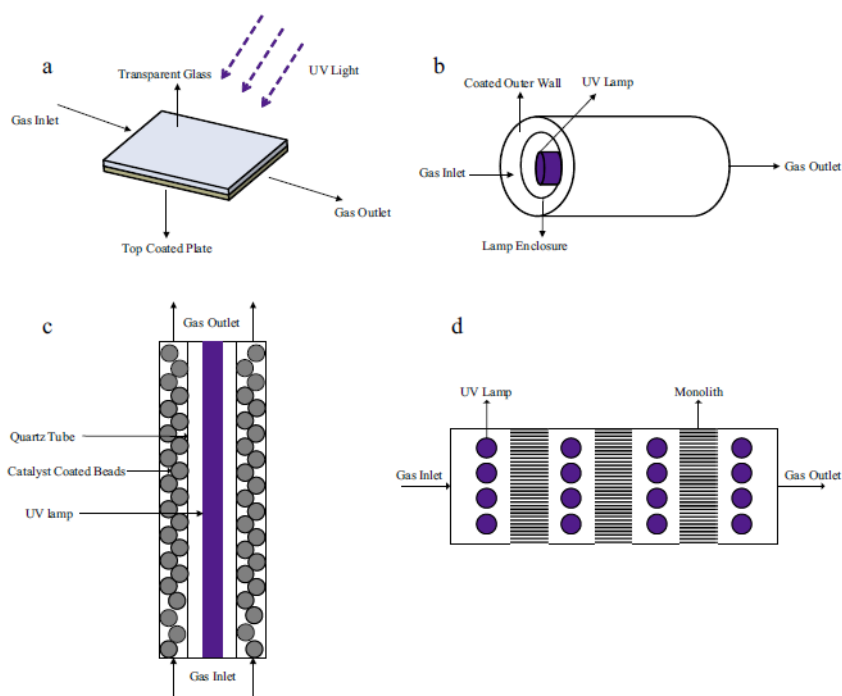 a
Transparent Glass
UV Light
Gas Inlet
Gas Outlet
Top Coated Plate
b
Coated Outer Wall
UV Lamp
Gas Inlet
Gas Outlet
Lamp Enclosure
c
Gas Outlet
Quartz Tube
Catalyst Coated Beads
UV lamp
Gas Inlet
d
UV Lamp
Monolith
Gas Inlet
Gas Outlet